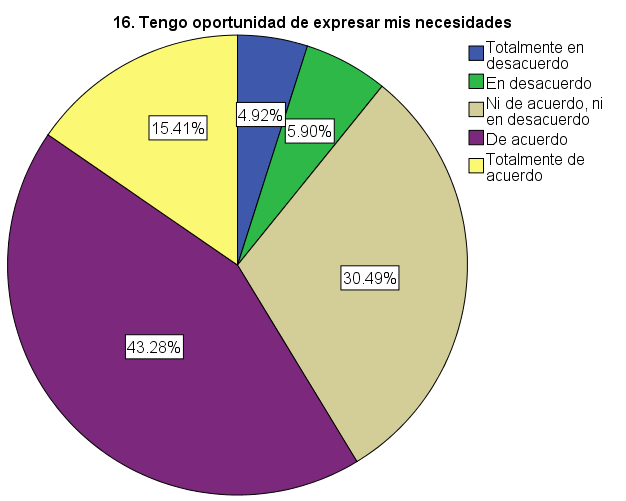 16. Tengo oportunidad de expresar mis necesidades
Totalmente en
desacuerdo
En desacuerdo
Ni de acuerdo, ni
en desacuerdo
De acuerdo
Totalmente de
acuerdo
4.92%
5.90%
15.41%
30.49%
43.28%